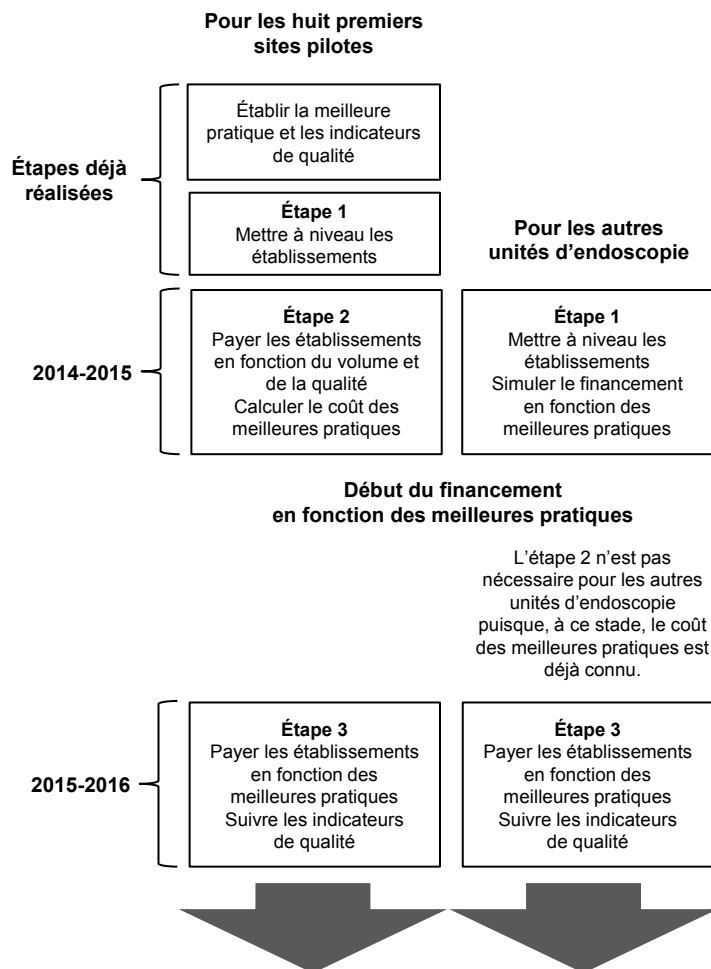 Pour les huit premiers
sites pilotes
Établir la meilleure
pratique et les indicateurs
de qualité
Étapes déjà
réalisées
Étape 1
Mettre à niveau les
établissements
Pour les autres
unités d'endoscopie
2014-2015
Étape 2
Payer les établissements
en fonction du volume et
de la qualité
Calculer le coût des
meilleures pratiques
Étape 1
Mettre à niveau les
établissements
Simuler le financement
en fonction des
meilleures pratiques
Début du financement
en fonction des meilleures pratiques
L'étape 2 n'est pas
nécessaire pour les autres
unités d'endoscopie
puisque, à ce stade, le coût
des meilleures pratiques est
déjà connu.
2015-2016
Étape 3
Payer les établissements
en fonction des
meilleures pratiques
Suivre les indicateurs
de qualité
Étape 3
Payer les établissements
en fonction des
meilleures pratiques
Suivre les indicateurs
de qualité